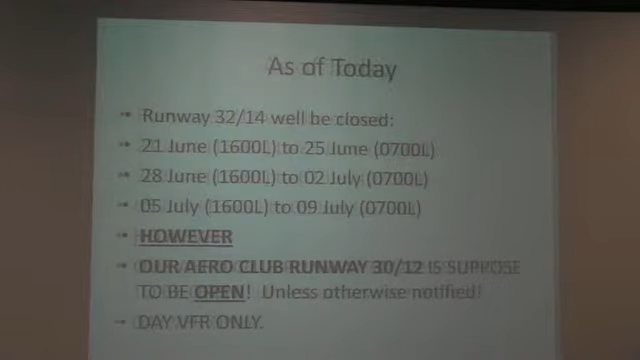 As of Today
Runway 32/14 well be closed:
21 June (1600L) to 25 June (0700L)
28 June (1600L) to 02 July (0700L)
05 July (1600L) to 09 July (0700L)
HOWEVER
OUR AERO CLUB RUNWAY 30/12 IS SUPPOSE
TO BE OPEN! Unless otherwise notified!
DAY VFR ONLY.